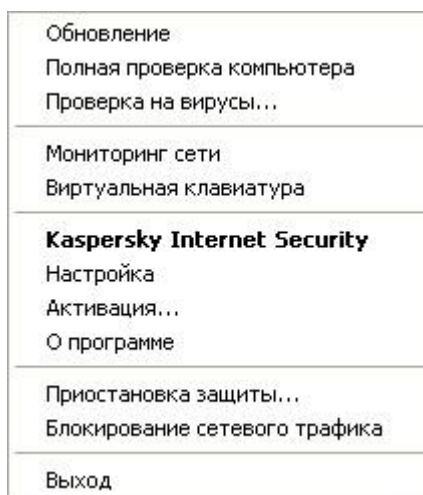 Обновление
Полная проверка компьютера
Проверка на вирусы...
Мониторинг сети
Виртуальная клавиатура
Kaspersky Internet Security
Настройка
Активация...
О программе
Приостановка защиты...
Блокирование сетевого трафика
Выход